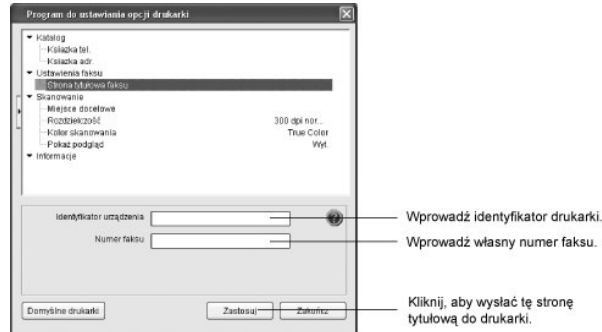 Program do ustawiania opcji drukarki
Katalog
Książka tel.
Książka adr.
Ustawienia faksu
Strona tytułowa faksu
Skanowanie
Miejsce docelowe
Rozdzielczość 300 dpi nor...
Kolor skanowania True Color
Pokaż podgląd Wył.
Informacje
Identyfikator urządzenia
Wprowadź identyfikator drukarki.
Numer faksu
Wprowadź własny numer faksu.
Domyślne drukarki
Zastosuj
Zakończ
Kliknij, aby wysłać tę stronę
tytułową do drukarki.